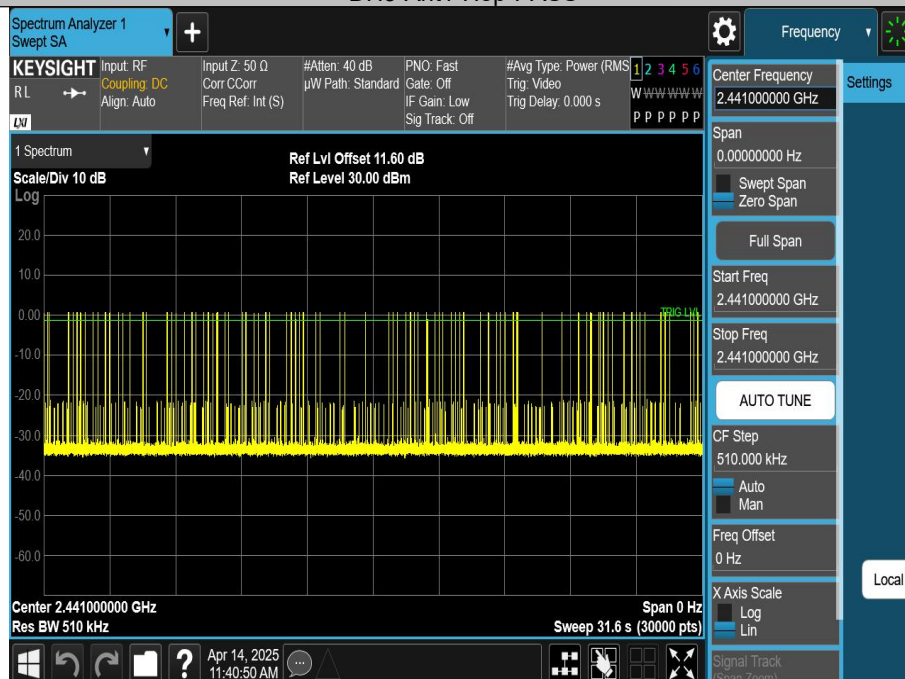 Spectrum Analyzer 1
Swept SA
+
Frequency
KEYSIGHT
RL
LXI
Input: RF
Coupling: DC
Align: Auto
Input Z: 50 Ω
Corr CCorr
Freq Ref: Int (S)
#Atten: 40 dB
µW Path: Standard
PNO: Fast
Gate: Off
IF Gain: Low
Sig Track: Off
#Avg Type: Power (RMS
Trig: Video
Trig Delay: 0.000 s
1 2 3 4 5 6
W W W W W W
P P P P P P
1 Spectrum
Scale/Div 10 dB
Ref Lvl Offset 11.60 dB
Ref Level 30.00 dBm
Log
20.0
10.0
0.00
-10.0
-20.0
-30.0
-40.0
-50.0
-60.0
TRIG LVL
Center 2.441000000 GHz
Res BW 510 kHz
Span 0 Hz
Sweep 31.6 s (30000 pts)
Center Frequency
2.441000000 GHz
Settings
Span
0.00000000 Hz
Swept Span
Zero Span
Full Span
Start Freq
2.441000000 GHz
Stop Freq
2.441000000 GHz
AUTO TUNE
CF Step
510.000 kHz
Auto
Man
Freq Offset
0 Hz
Local
X Axis Scale
Log
Lin
Signal Track
(Span Zoom)
?
Apr 14, 2025
11:40:50 AM